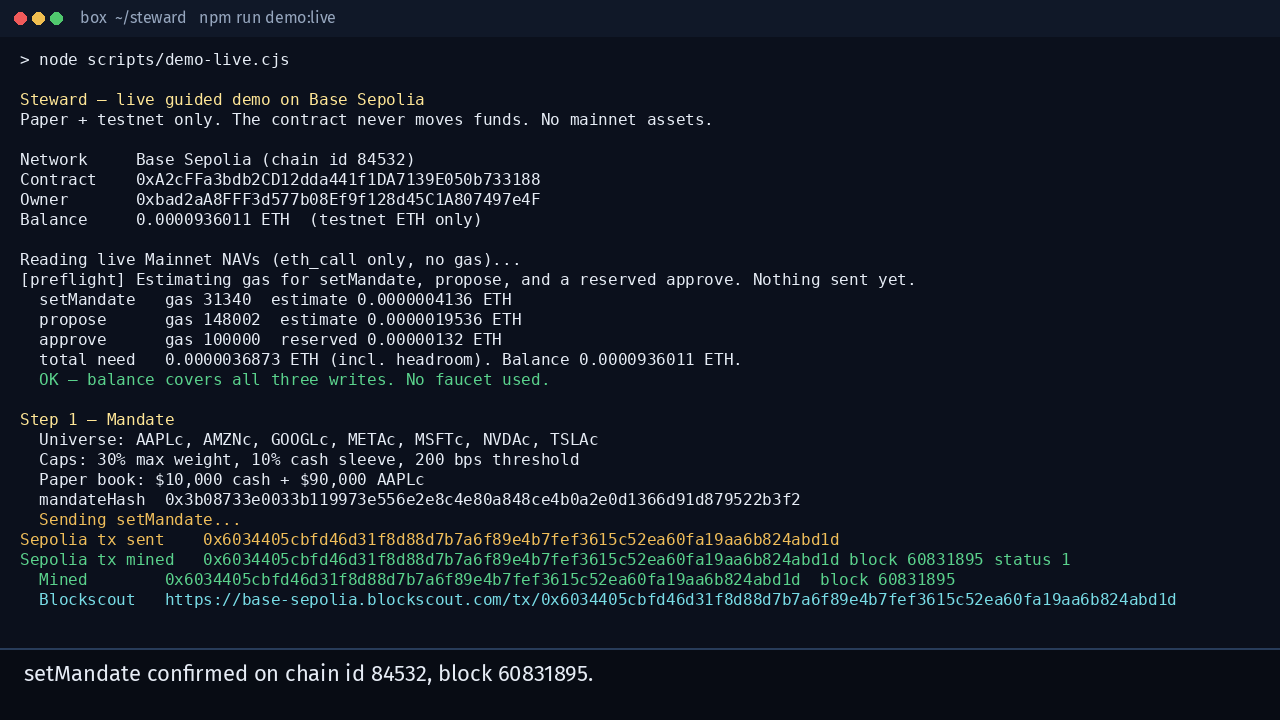 box ~/steward npm run demo:live
> node scripts/demo-live.cjs
Steward — live guided demo on Base Sepolia
Paper + testnet only. The contract never moves funds. No mainnet assets.
Network Base Sepolia (chain id 84532)
Contract 0xA2cFFa3bdb2CD12dda441f1DA7139E050b733188
Owner 0xbad2aA8FFF3d577b08Ef9f128d45C1A807497e4F
Balance 0.0000936011 ETH (testnet ETH only)
Reading live Mainnet NAVs (eth_call only, no gas)...
[preflight] Estimating gas for setMandate, propose, and a reserved approve. Nothing sent yet.
setMandate gas 31340 estimate 0.0000004136 ETH
propose gas 148002 estimate 0.0000019536 ETH
approve gas 100000 reserved 0.00000132 ETH
total need 0.0000036873 ETH (incl. headroom). Balance 0.0000936011 ETH.
OK — balance covers all three writes. No faucet used.
Step 1 — Mandate
Universe: AAPLc, AMZNc, GOOGLc, METAc, MSFTc, NVDAc, TSLAc
Caps: 30% max weight, 10% cash sleeve, 200 bps threshold
Paper book: $10,000 cash + $90,000 AAPLc
mandateHash 0x3b08733e0033b119973e556e2e8c4e80a848ce4b0a2e0d1366d91d879522b3f2
Sending setMandate...
Sepolia tx sent 0x6034405cbfd46d31f8d88d7b7a6f89e4b7fef3615c52ea60fa19aa6b824abd1d
Sepolia tx mined 0x6034405cbfd46d31f8d88d7b7a6f89e4b7fef3615c52ea60fa19aa6b824abd1d block 60831895 status 1
Mined 0x6034405cbfd46d31f8d88d7b7a6f89e4b7fef3615c52ea60fa19aa6b824abd1d block 60831895
Blockscout https://base-sepolia.blockscout.com/tx/0x6034405cbfd46d31f8d88d7b7a6f89e4b7fef3615c52ea60fa19aa6b824abd1d
setMandate confirmed on chain id 84532, block 60831895.